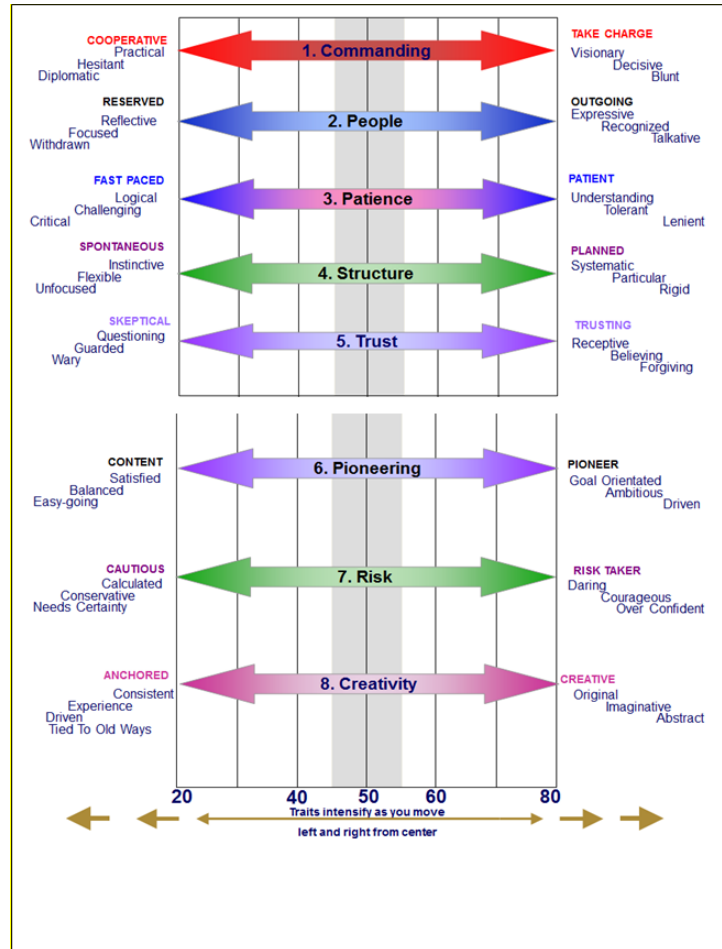 COOPERATIVE
Practical
Hesitant
Diplomatic
1. Commanding
TAKE CHARGE
Visionary
Decisive
Blunt
RESERVED
Reflective
Focused
Withdrawn
2. People
OUTGOING
Expressive
Recognized
Talkative
FAST PACED
Logical
Challenging
Critical
3. Patience
PATIENT
Understanding
Tolerant
Lenient
SPONTANEOUS
Instinctive
Flexible
Unfocused
4. Structure
PLANNED
Systematic
Particular
Rigid
SKEPTICAL
Questioning
Guarded
Wary
5. Trust
TRUSTING
Receptive
Believing
Forgiving
CONTENT
Satisfied
Balanced
Easy-going
6. Pioneering
PIONEER
Goal Orientated
Ambitious
Driven
CAUTIOUS
Calculated
Conservative
Needs Certainty
7. Risk
RISK TAKER
Daring
Courageous
Over Confident
ANCHORED
Consistent
Experience
Driven
Tied To Old Ways
8. Creativity
CREATIVE
Original
Imaginative
Abstract
20 40 50 60 80
Traits intensify as you move
left and right from center